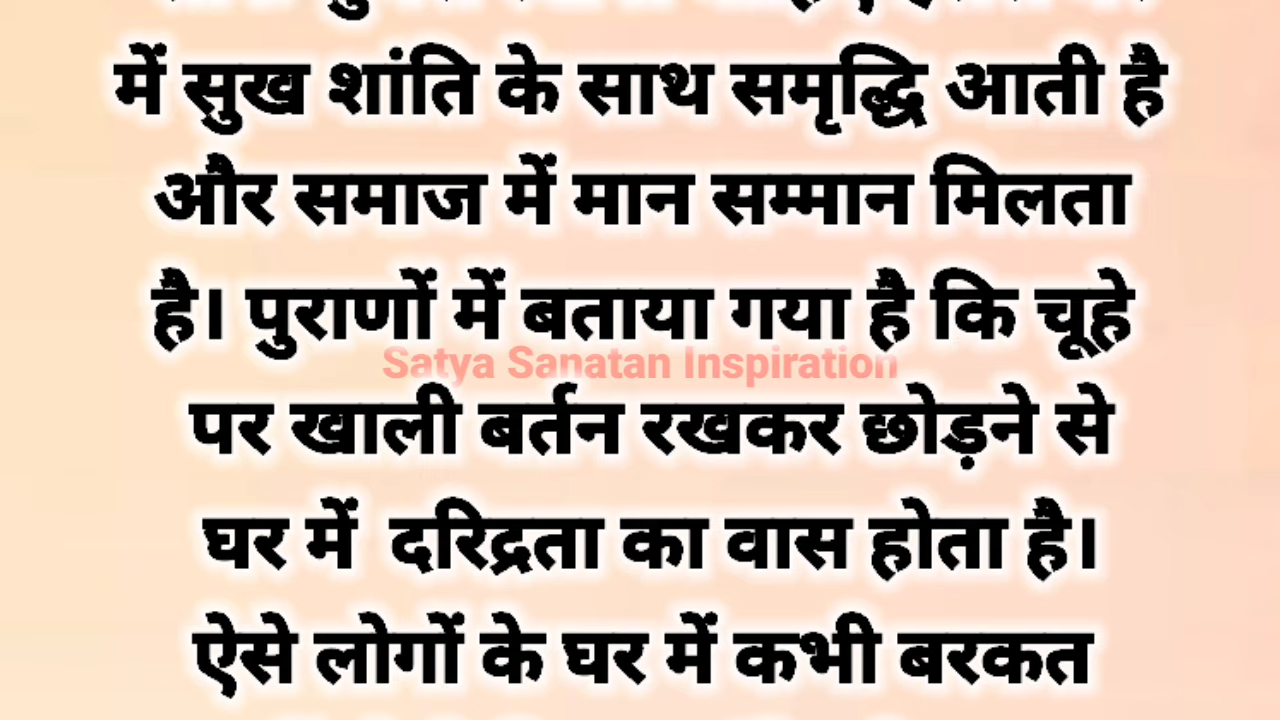 में सुख शांति के साथ समृद्धि आती है
और समाज में मान सम्मान मिलता
है। पुराणों में बताया गया है कि चूहे
Satya Sanatan Inspiration
पर खाली बर्तन रखकर छोड़ने से
घर में दरिद्रता का वास होता है।
ऐसे लोगों के घर में कभी बरकत